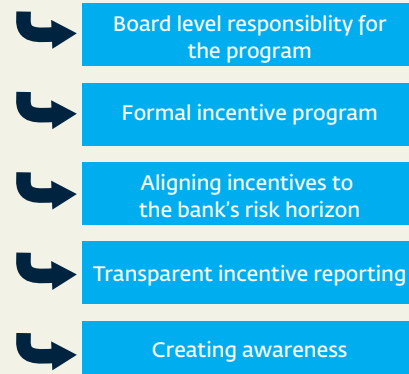 Board level responsiblity for
the program
Formal incentive program
Aligning incentives to
the bank's risk horizon
Transparent incentive reporting
Creating awareness